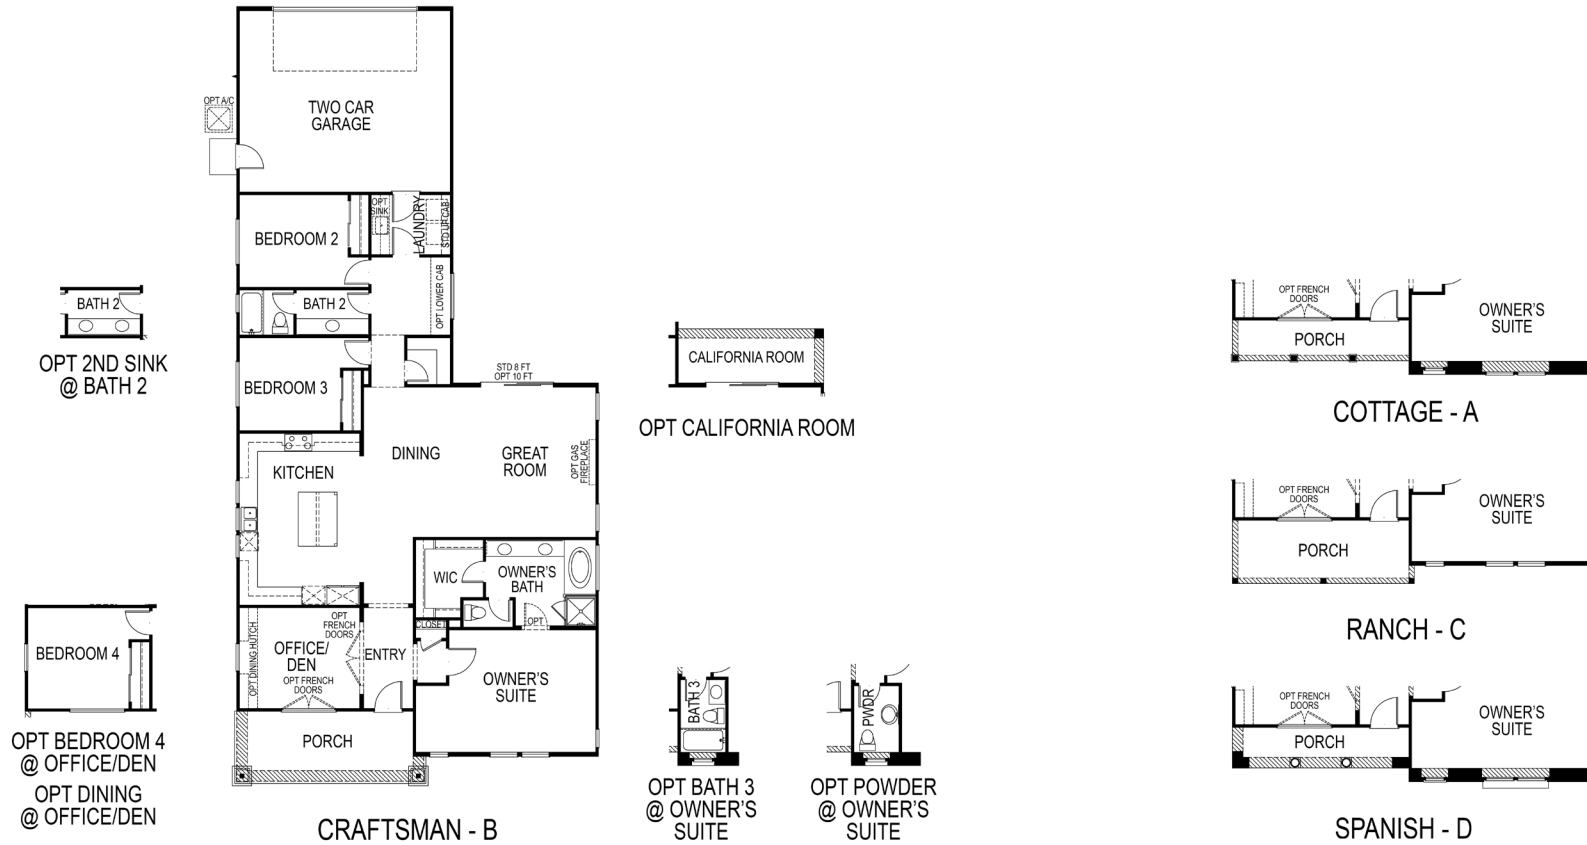 OPT A/C
TWO CAR
GARAGE
OPT
SINK
LAUNDRY
STD UP CAB
BEDROOM 2
OPT LOWER CAB
BATH 2
BATH 2
OPT 2ND SINK
@ BATH 2
BEDROOM 3
STD 8 FT
OPT 10 FT
CALIFORNIA ROOM
OPT CALIFORNIA ROOM
DINING
GREAT
ROOM
OPT GAS
FIREPLACE
KITCHEN
WIC
OWNER'S
BATH
OPT
CLOSET
OPT
FRENCH
DOORS
OFFICE/
DEN
OPT DINING HUTCH
OPT FRENCH
DOORS
ENTRY
OWNER'S
SUITE
PORCH
CRAFTSMAN - B
BEDROOM 4
OPT BEDROOM 4
@ OFFICE/DEN
OPT DINING
@ OFFICE/DEN
BATH 3
OPT BATH 3
@ OWNER'S
SUITE
PWDR
OPT POWDER
@ OWNER'S
SUITE
OPT FRENCH
DOORS
PORCH
OWNER'S
SUITE
COTTAGE - A
OPT FRENCH
DOORS
PORCH
OWNER'S
SUITE
RANCH - C
OPT FRENCH
DOORS
PORCH
OWNER'S
SUITE
SPANISH - D